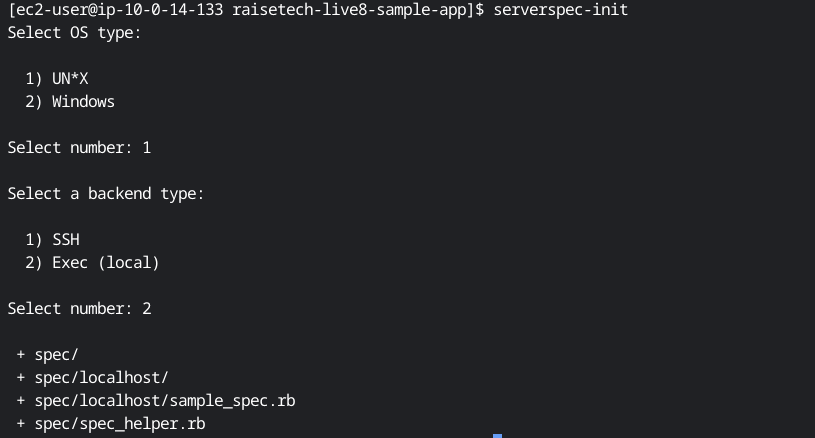 [ec2-user@ip-10-0-14-133 raisetech-live8-sample-app]$ serverspec-init
Select OS type:
1) UN*X
2) Windows
Select number: 1
Select a backend type:
1) SSH
2) Exec (local)
Select number: 2
+ spec/
+ spec/localhost/
+ spec/localhost/sample_spec.rb
+ spec/spec_helper.rb